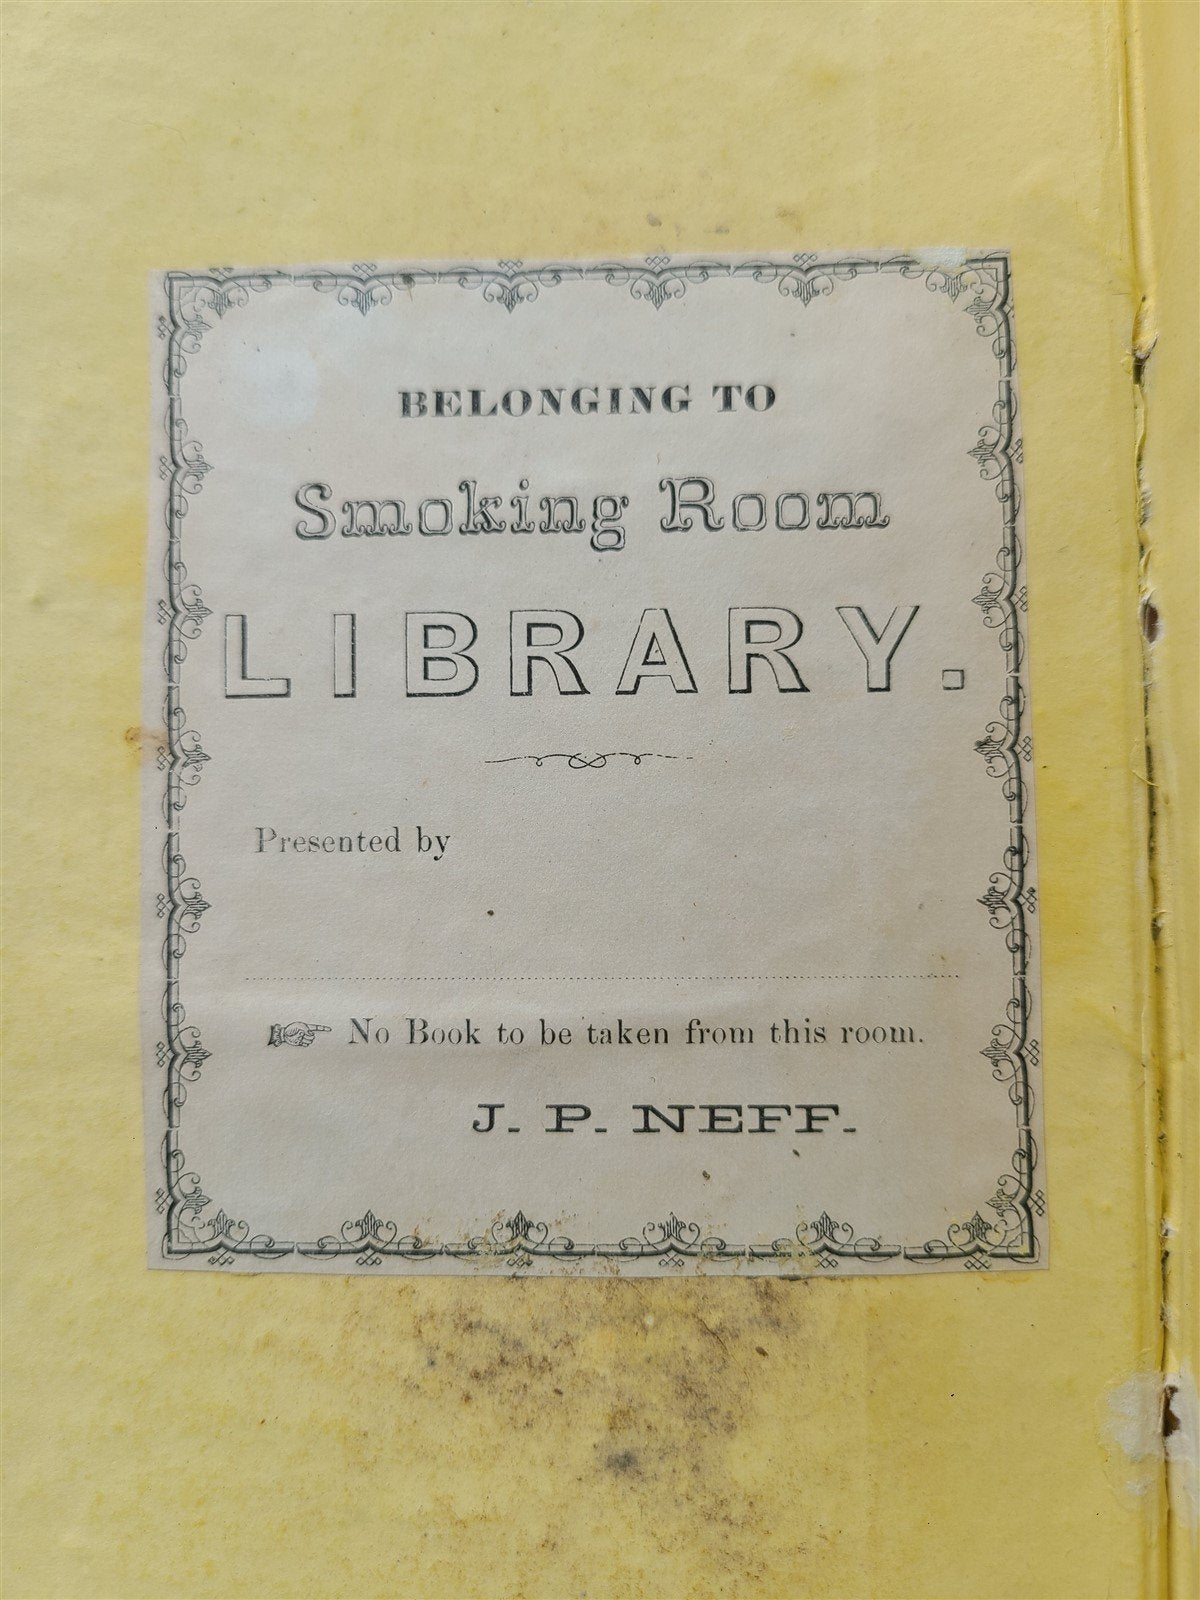 BELONGING TO
Smoking Room
LIBRARY.
Presented by
☞ No Book to be taken from this room.
J. P. NEFF.